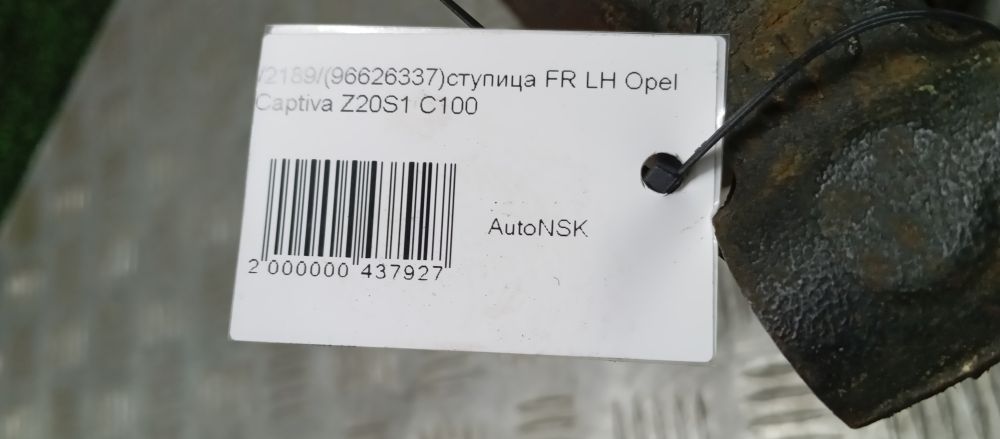 /2189/(96626337)ступица FR LH Opel
Captiva Z20S1 C100
AutoNSK
2 000000 437927